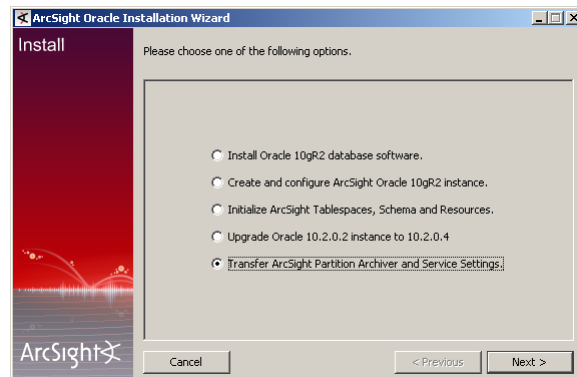 ArcSight Oracle Installation Wizard
Install
Please choose one of the following options.
Install Oracle 10gR2 database software.
Create and configure ArcSight Oracle 10gR2 instance.
Initialize ArcSight Tablespaces, Schema and Resources.
Upgrade Oracle 10.2.0.2 instance to 10.2.0.4
Transfer ArcSight Partition Archiver and Service Settings.
ArcSight
Cancel
< Previous
Next >